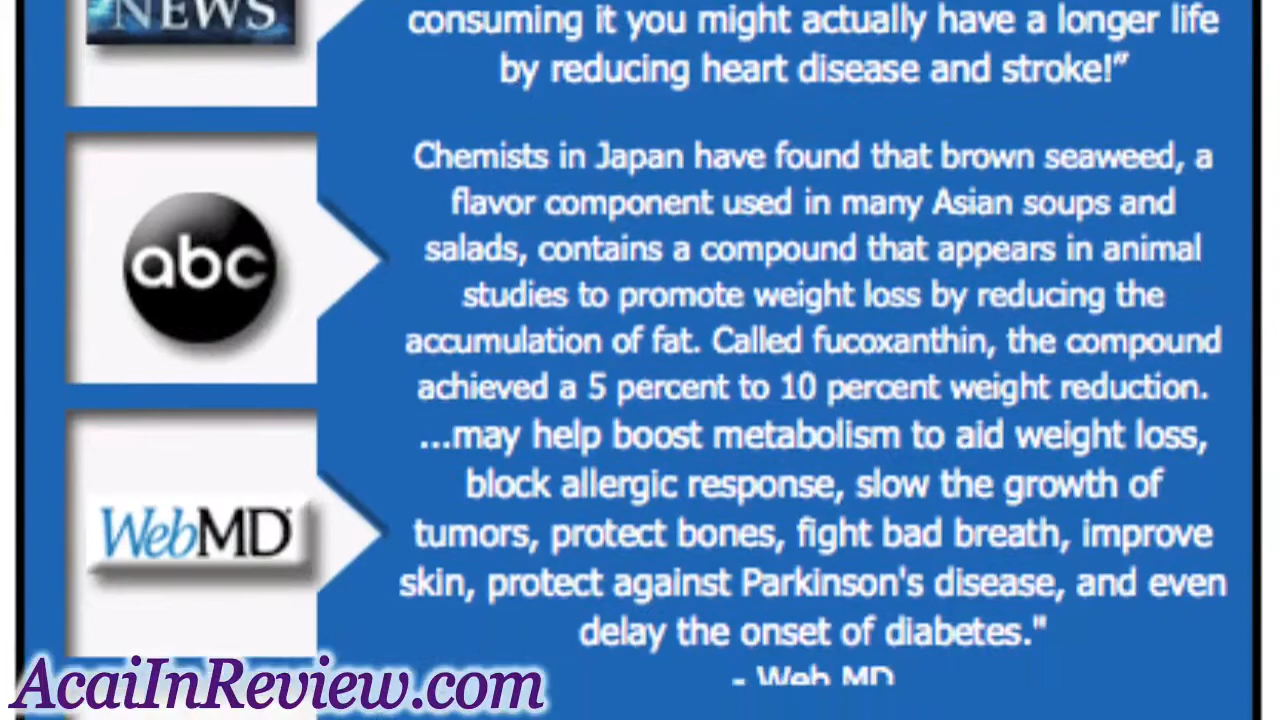 NEWS
consuming it you might actually have a longer life
by reducing heart disease and stroke!”
abc
Chemists in Japan have found that brown seaweed, a
flavor component used in many Asian soups and
salads, contains a compound that appears in animal
studies to promote weight loss by reducing the
accumulation of fat. Called fucoxanthin, the compound
achieved a 5 percent to 10 percent weight reduction.
WebMD
...may help boost metabolism to aid weight loss,
block allergic response, slow the growth of
tumors, protect bones, fight bad breath, improve
skin, protect against Parkinson's disease, and even
delay the onset of diabetes."
- Web MD
AcaiInReview.com